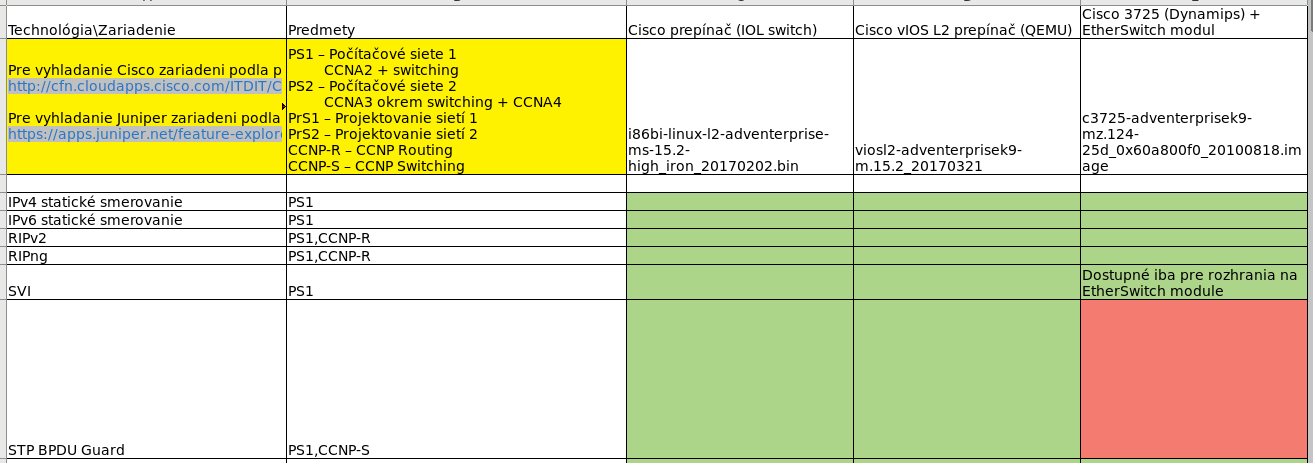 Technológia\Zariadenie
Predmety
Cisco prepínač (IOL switch)
Cisco vIOS L2 prepínač (QEMU)
Cisco 3725 (Dynamips) +
EtherSwitch modul
Pre vyhladanie Cisco zariadeni podla p
http://cfn.cloudapps.cisco.com/ITDIT/C
Pre vyhladanie Juniper zariadeni podla
https://apps.juniper.net/feature-explor
PS1 – Počítačové siete 1
CCNA2 + switching
PS2 – Počítačové siete 2
CCNA3 okrem switching + CCNA4
PrS1 – Projektovanie sietí 1
PrS2 – Projektovanie sietí 2
CCNP-R – CCNP Routing
CCNP-S – CCNP Switching
i86bi-linux-l2-adventerprise-
ms-15.2-
high_iron_20170202.bin
viosl2-adventerprisek9-
m.15.2_20170321
c3725-adventerprisek9-
mz.124-
25d_0x60a800f0_20100818.im
age
IPv4 statické smerovanie
PS1
IPv6 statické smerovanie
PS1
RIPv2
PS1,CCNP-R
RIPng
PS1,CCNP-R
SVI
PS1
Dostupné iba pre rozhrania na
EtherSwitch module
STP BPDU Guard
PS1,CCNP-S